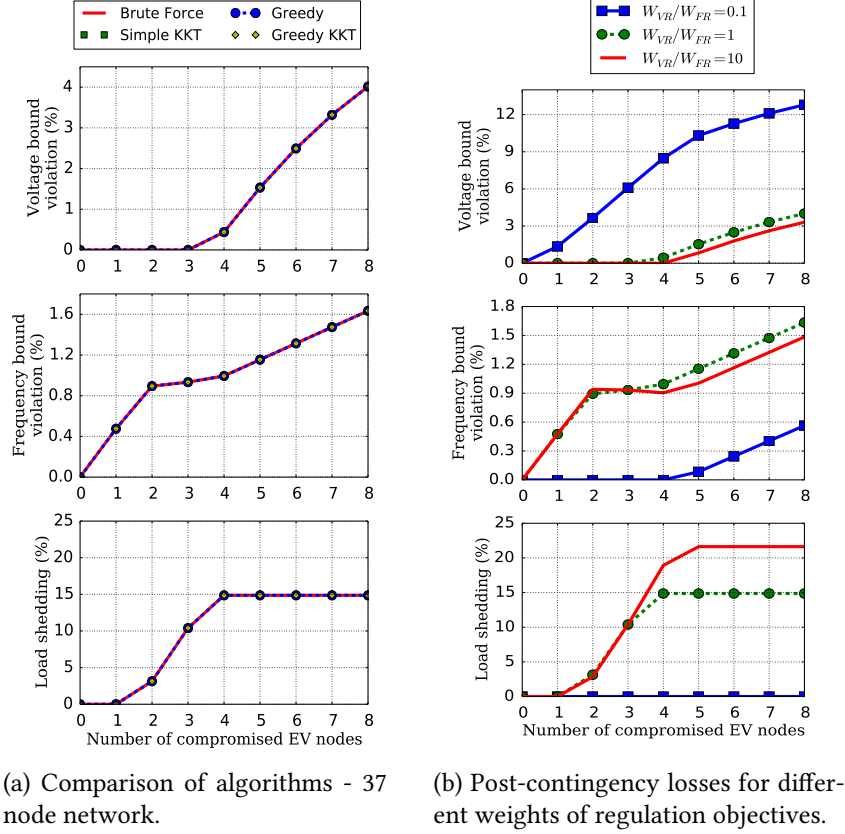 Brute Force
Greedy
Simple KKT
Greedy KKT
Voltage bound
violation (%)
4
3
2
1
0
0 1 2 3 4 5 6 7 8
Frequency bound
violation (%)
1.6
1.2
0.8
0.4
0.0
0 1 2 3 4 5 6 7 8
Load shedding (%)
25
20
15
10
5
0
0 1 2 3 4 5 6 7 8
Number of compromised EV nodes
(a) Comparison of algorithms - 37
node network.
W_VR/W_FR=0.1
W_VR/W_FR=1
W_VR/W_FR=10
Voltage bound
violation (%)
12
9
6
3
0
0 1 2 3 4 5 6 7 8
Frequency bound
violation (%)
1.8
1.5
1.2
0.9
0.6
0.3
0.0
0 1 2 3 4 5 6 7 8
Load shedding (%)
25
20
15
10
5
0
0 1 2 3 4 5 6 7 8
Number of compromised EV nodes
(b) Post-contingency losses for differ-
ent weights of regulation objectives.